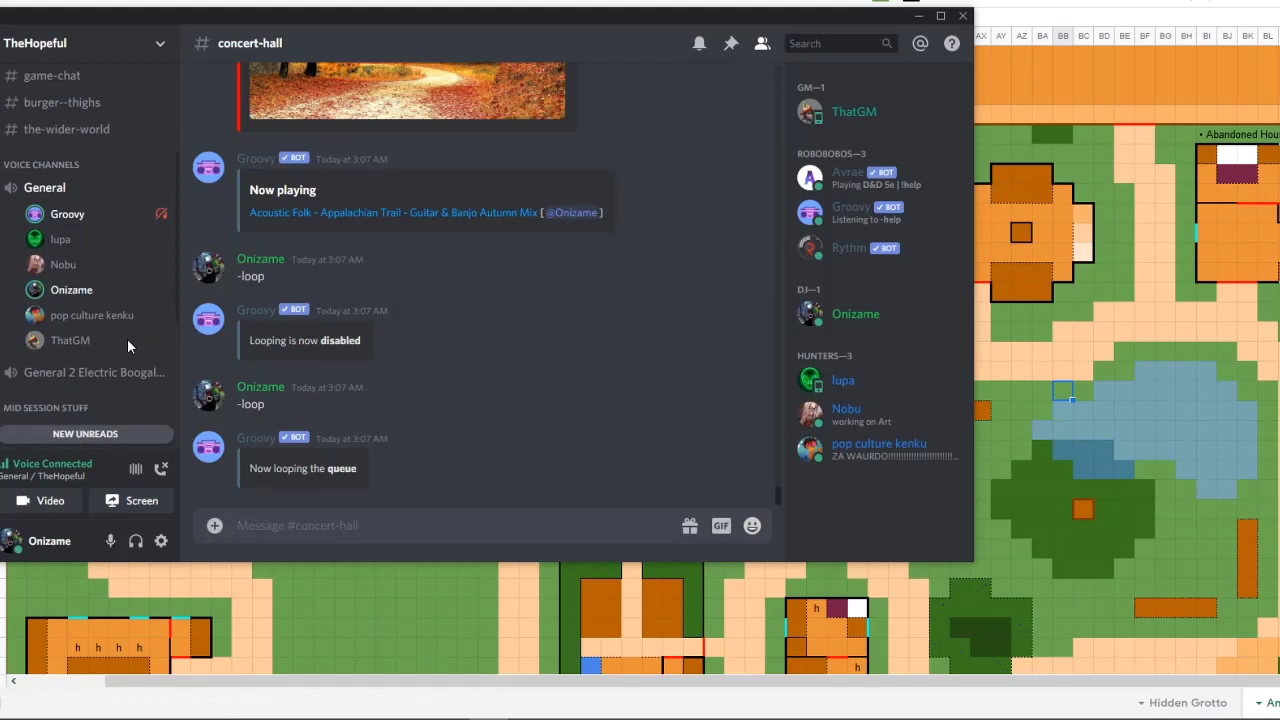 TheHopeful
# game-chat
# burger--thighs
# the-wider-world
VOICE CHANNELS
General
Groovy
lupa
Nobu
Onizame
pop culture kenku
ThatGM
General 2 Electric Boogal...
MID SESSION STUFF
NEW UNREADS
Voice Connected
General / TheHopeful
Video
Screen
Onizame
# concert-hall
Search
Groovy BOT Today at 3:07 AM
Now playing
Acoustic Folk - Appalachian Trail - Guitar & Banjo Autumn Mix [ @Onizame ]
Onizame Today at 3:07 AM
-loop
Groovy BOT Today at 3:07 AM
Looping is now disabled
Onizame Today at 3:07 AM
-loop
Groovy BOT Today at 3:07 AM
Now looping the queue
Message #concert-hall
GIF
GM—1
ThatGM
ROBOBOBOS—3
Avrae BOT
Playing D&D 5e | !help
Groovy BOT
Listening to -help
Rythm BOT
DJ—1
Onizame
HUNTERS—3
lupa
Nobu
working on Art
pop culture kenku
AX AY AZ BA BB BC BD BE BF BG BH BI BJ BK BL
• Abandoned Hous
h h h h
h
h
Hidden Grotto